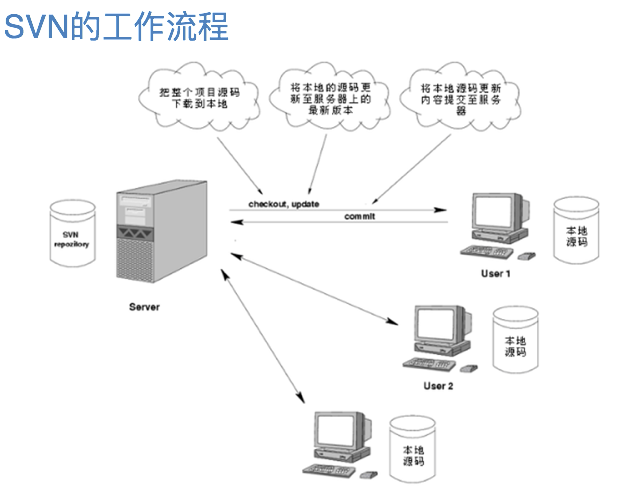 SVN的工作流程
把整个项目源码
下载到本地
将本地的源码更
新至服务器上的
最新版本
将本地源码更新
内容提交至服务
器
checkout, update
commit
SVN
repository
本地
源码
User 1
Server
本地
源码
User 2
本地
源码